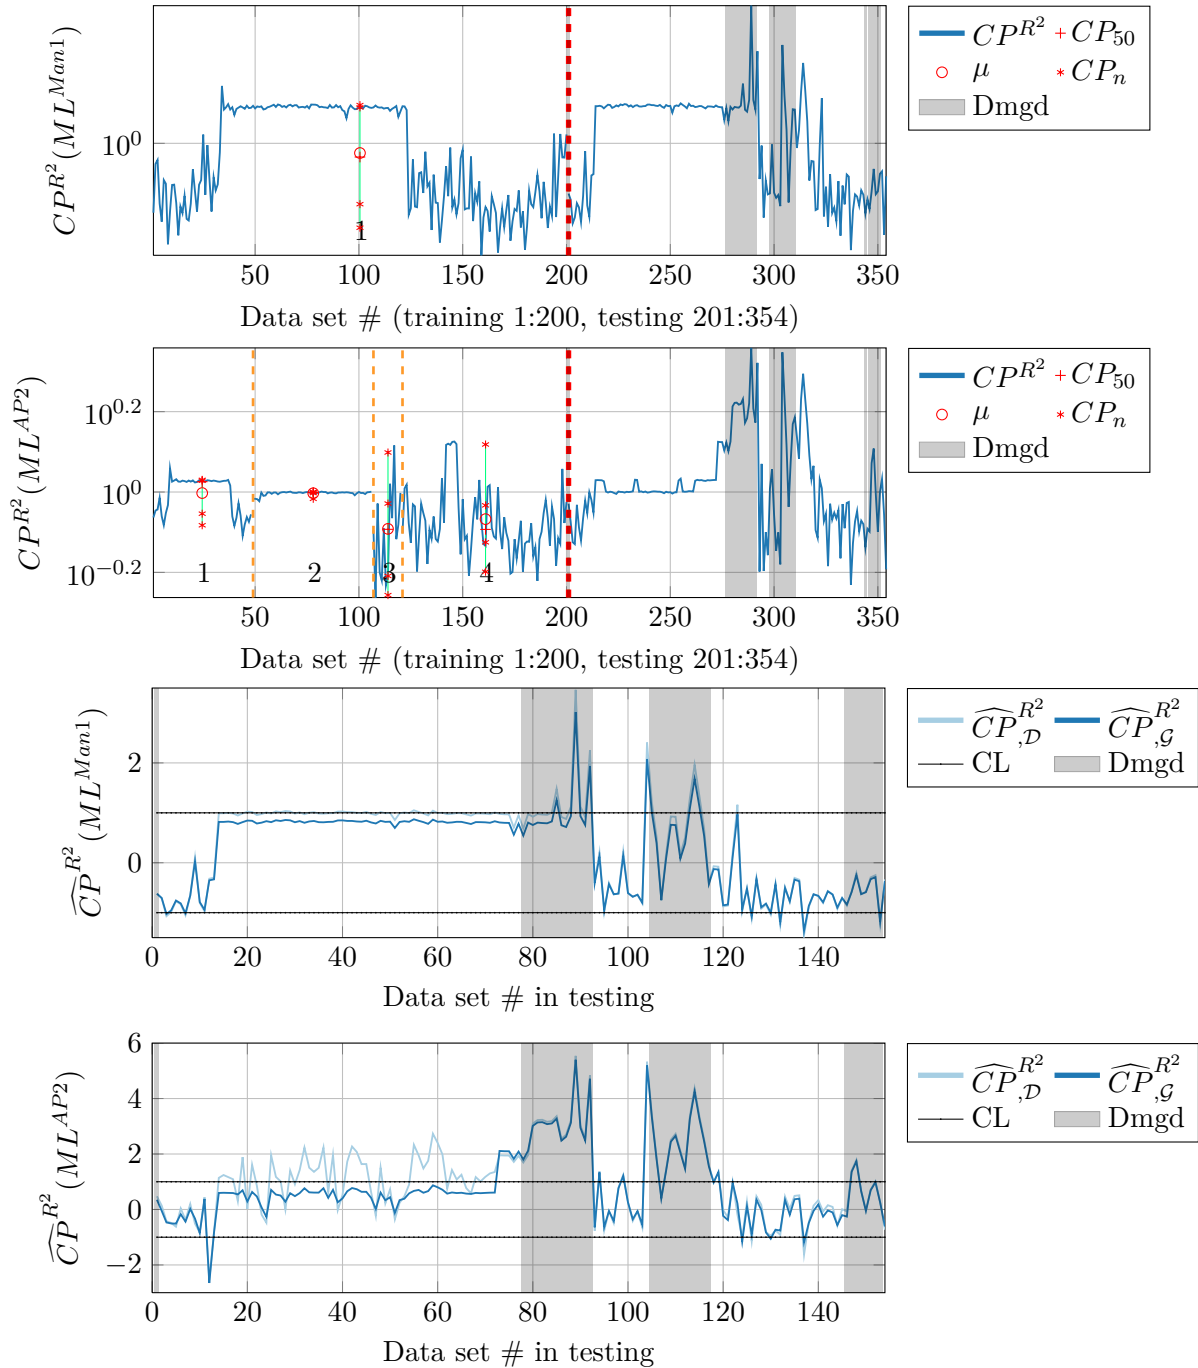 CP^{R^2}(ML^{Man1})
10^0
1
50 100 150 200 250 300 350
Data set # (training 1:200, testing 201:354)
CP^{R^2} + CP_{50}
μ CP_n
Dmgd
CP^{R^2}(ML^{AP2})
10^{0.2}
10^0
10^{-0.2}
1 2 3 4
50 100 150 200 250 300 350
Data set # (training 1:200, testing 201:354)
CP^{R^2} + CP_{50}
μ CP_n
Dmgd
\widehat{CP}^{R^2}(ML^{Man1})
2
0
0 20 40 60 80 100 120 140
Data set # in testing
\widehat{CP}^{R^2}_{,\mathcal{D}} \widehat{CP}^{R^2}_{,\mathcal{G}}
CL Dmgd
\widehat{CP}^{R^2}(ML^{AP2})
6
4
2
0
−2
0 20 40 60 80 100 120 140
Data set # in testing
\widehat{CP}^{R^2}_{,\mathcal{D}} \widehat{CP}^{R^2}_{,\mathcal{G}}
CL Dmgd